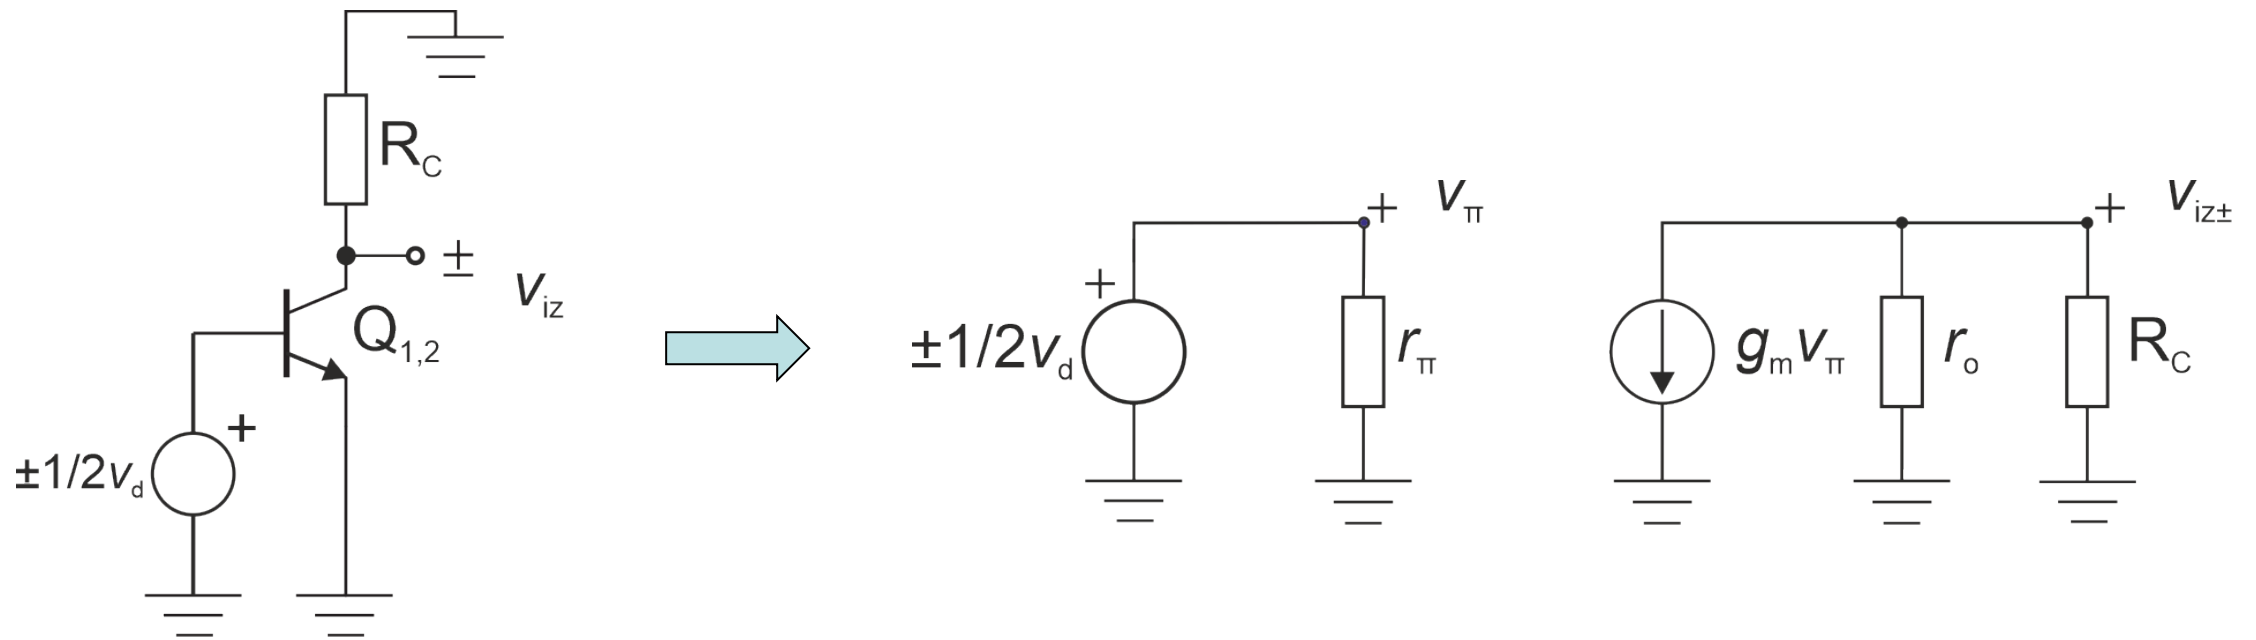 R_C
± v_iz
Q_1,2
+
±1/2v_d
+ v_π
+
±1/2v_d
r_π
g_m v_π
r_o
R_C
+ v_iz±